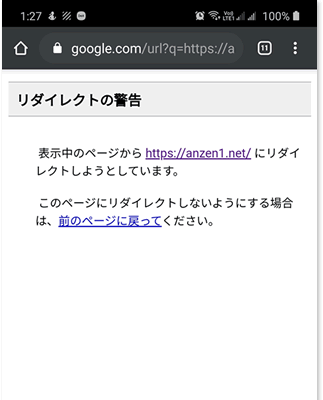 1:27 VoD LTE1 100%
google.com/url?q=https://a 11
リダイレクトの警告
表示中のページから https://anzen1.net/ にリダイ
レクトしようとしています。
このページにリダイレクトしないようにする場合
は、前のページに戻ってください。